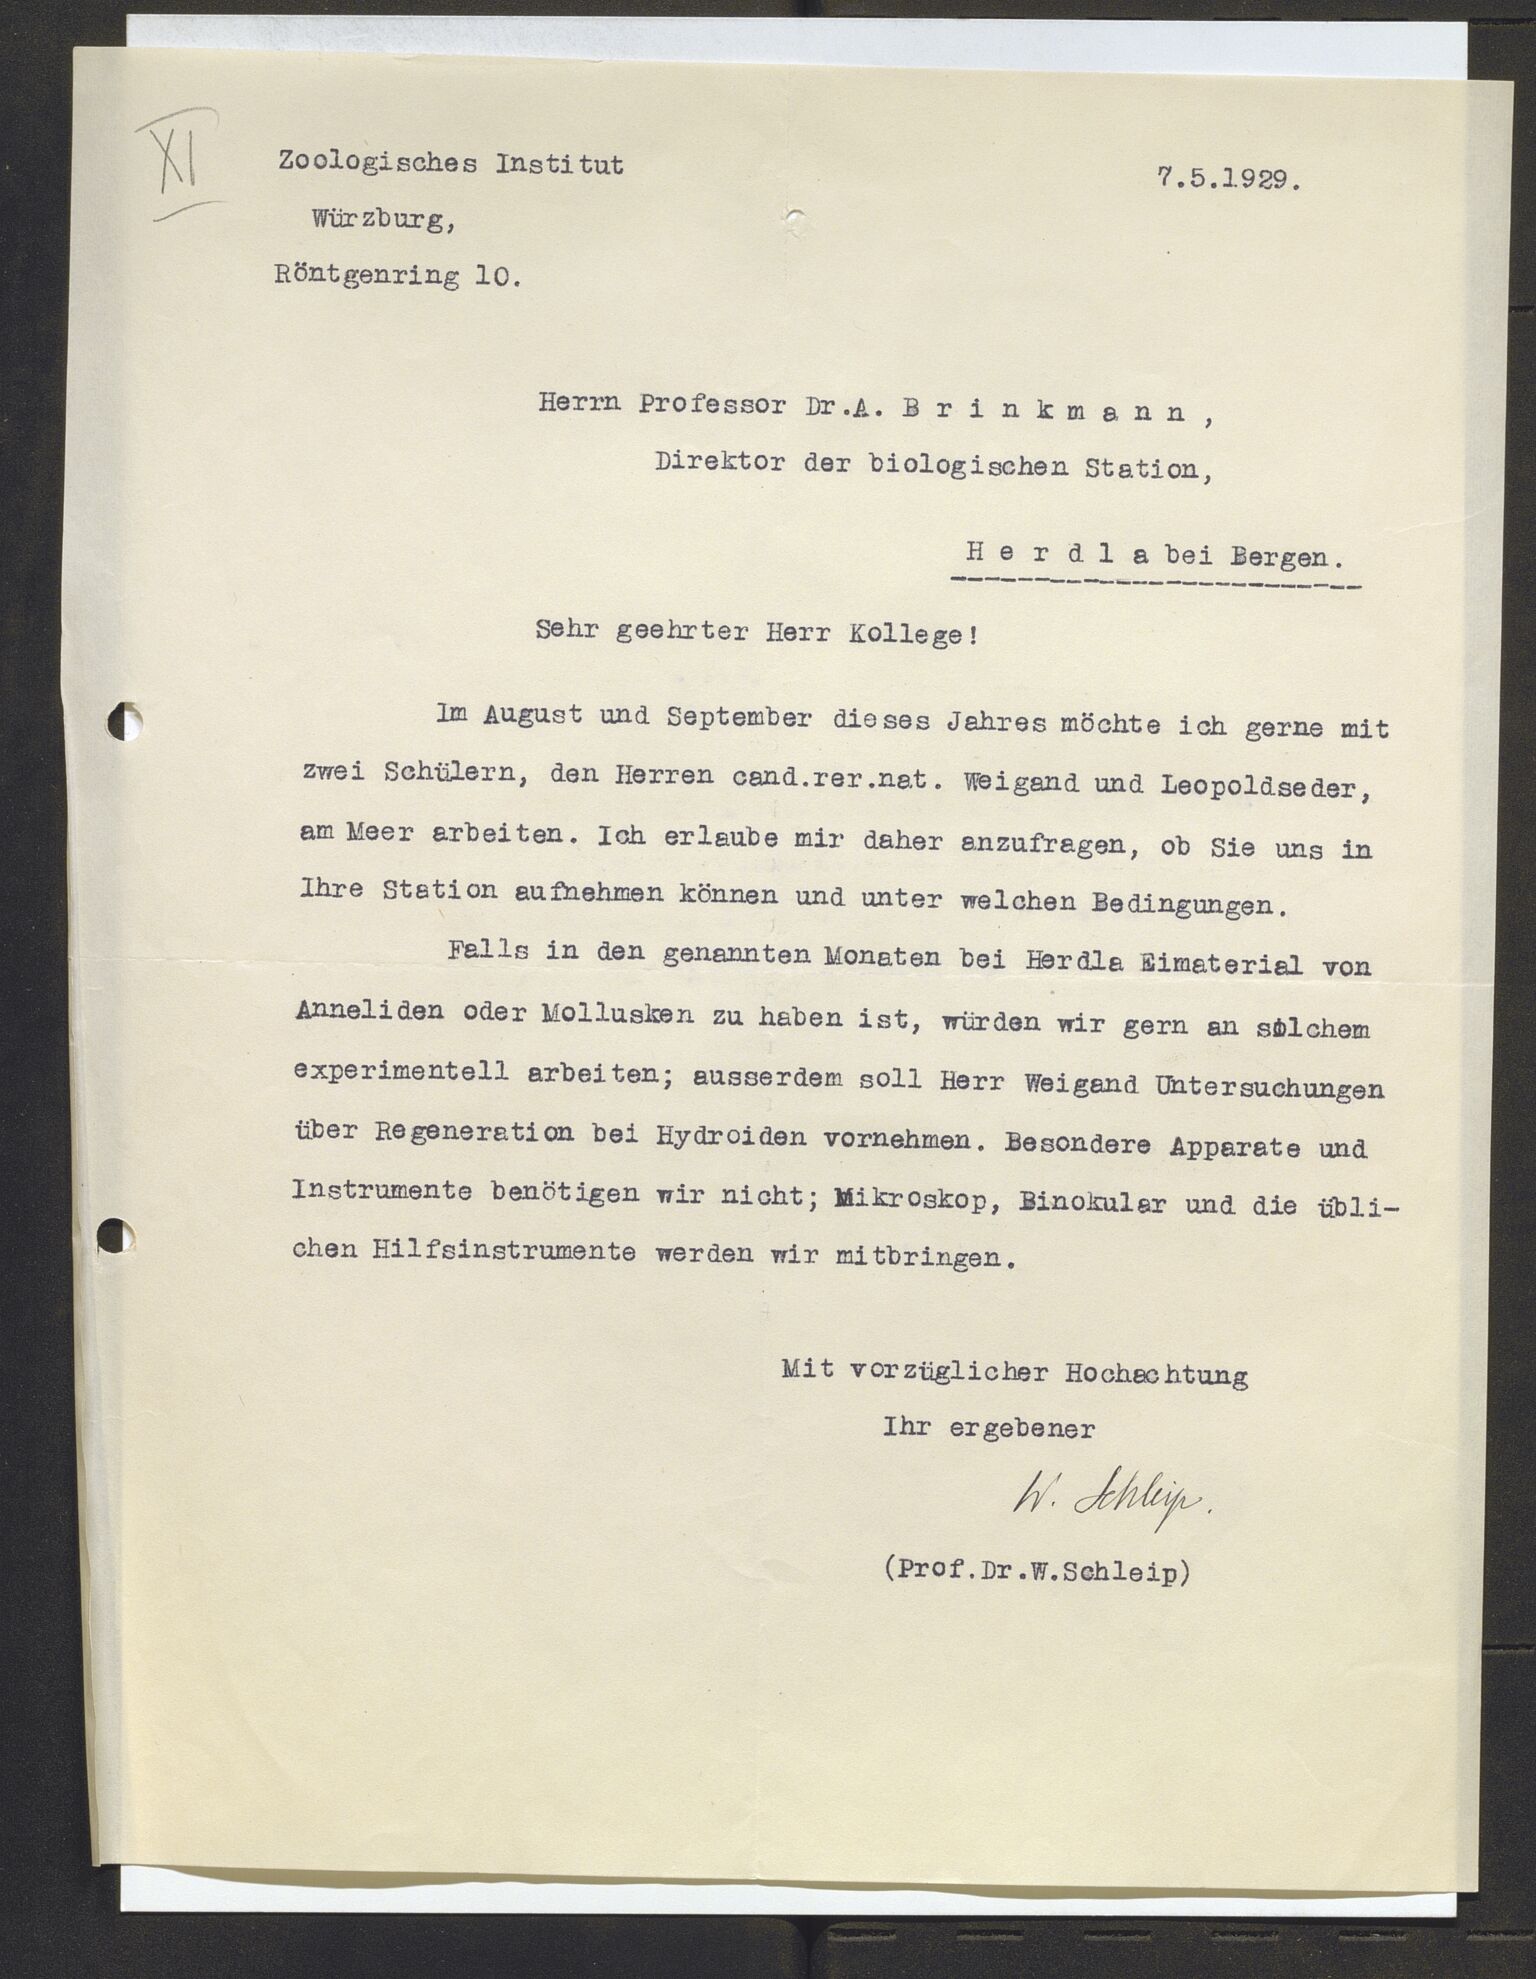 XI
Zoologisches Institut
7.5.1929.
Würzburg,
Röntgenring 10.
Herrn Professor Dr.A. B r i n k m a n n ,
Direktor der biologischen Station,
H e r d l a bei Bergen.
Sehr geehrter Herr Kollege!
Im August und September dieses Jahres möchte ich gerne mit
zwei Schülern, den Herren cand.rer.nat. Weigand und Leopoldseder,
am Meer arbeiten. Ich erlaube mir daher anzufragen, ob Sie uns in
Ihre Station aufnehmen können und unter welchen Bedingungen.
Falls in den genannten Monaten bei Herdla Eimaterial von
Anneliden oder Mollusken zu haben ist, würden wir gern an solchem
experimentell arbeiten; ausserdem soll Herr Weigand Untersuchungen
über Regeneration bei Hydroiden vornehmen. Besondere Apparate und
Instrumente benötigen wir nicht; Mikroskop, Binokular und die übli-
chen Hilfsinstrumente werden wir mitbringen.
Mit vorzüglicher Hochachtung
Ihr ergebener
W. Schleip.
(Prof.Dr.W.Schleip)